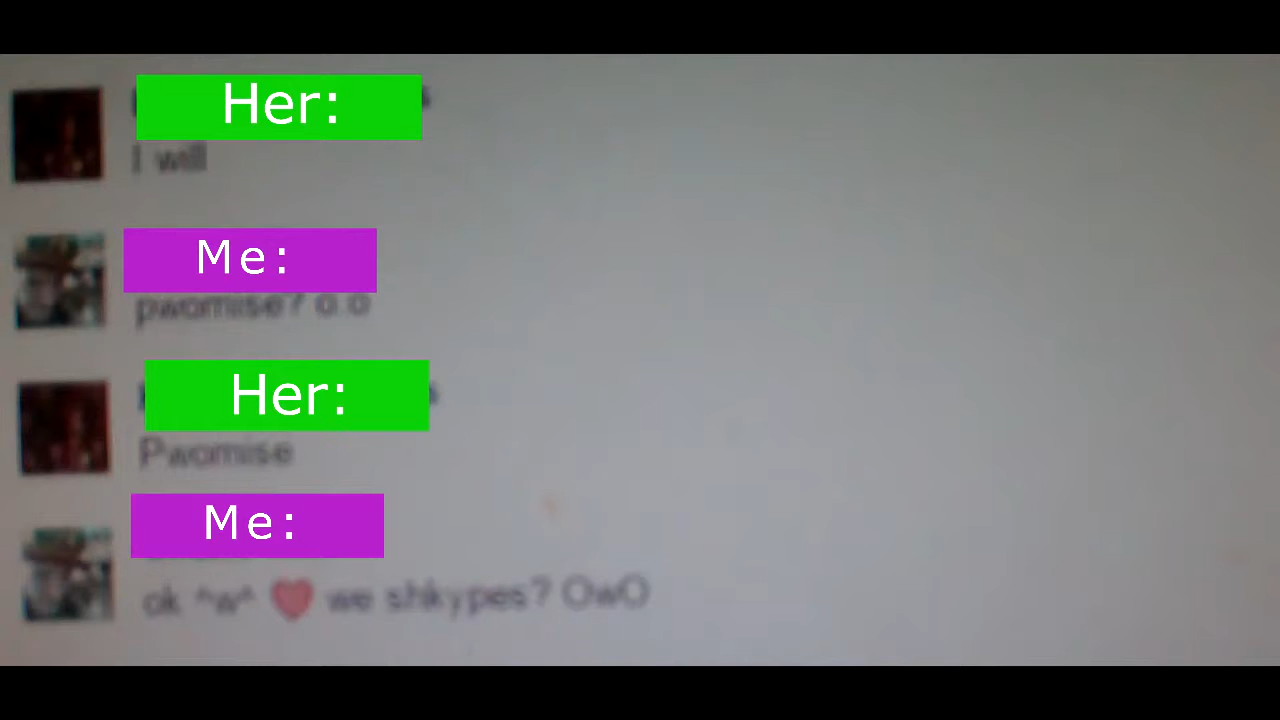 Her:
I will
Me:
pwomise? o.o
Her:
Pwomise
Me:
ok ^w^ ❤ we shkypes? OwO